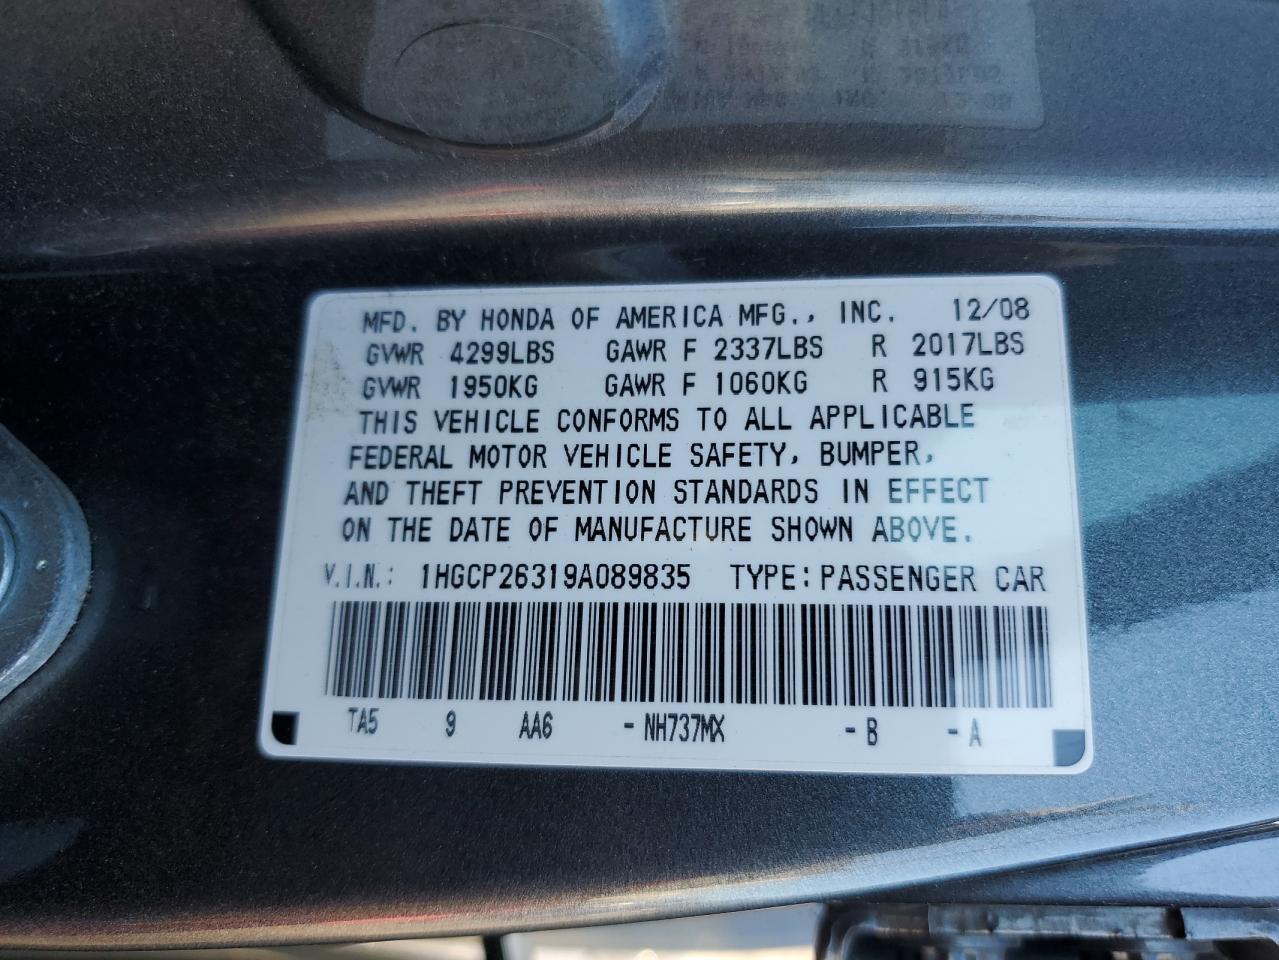 MFD. BY HONDA OF AMERICA MFG., INC. 12/08
GVWR 4299LBS GAWR F 2337LBS R 2017LBS
GVWR 1950KG GAWR F 1060KG R 915KG
THIS VEHICLE CONFORMS TO ALL APPLICABLE
FEDERAL MOTOR VEHICLE SAFETY, BUMPER,
AND THEFT PREVENTION STANDARDS IN EFFECT
ON THE DATE OF MANUFACTURE SHOWN ABOVE.
V.I.N.: 1HGCP26319A089835 TYPE: PASSENGER CAR
TA5 9 AA6 -NH737MX -B -A